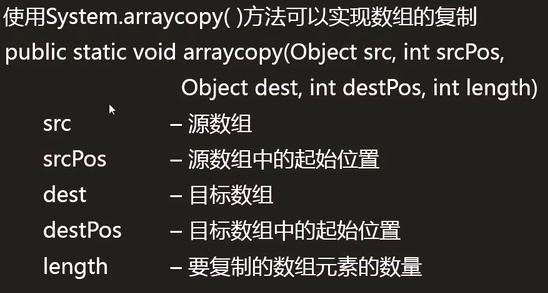 使用System.arraycopy( )方法可以实现数组的复制
public static void arraycopy(Object src, int srcPos,
Object dest, int destPos, int length)
src – 源数组
srcPos – 源数组中的起始位置
dest – 目标数组
destPos – 目标数组中的起始位置
length – 要复制的数组元素的数量